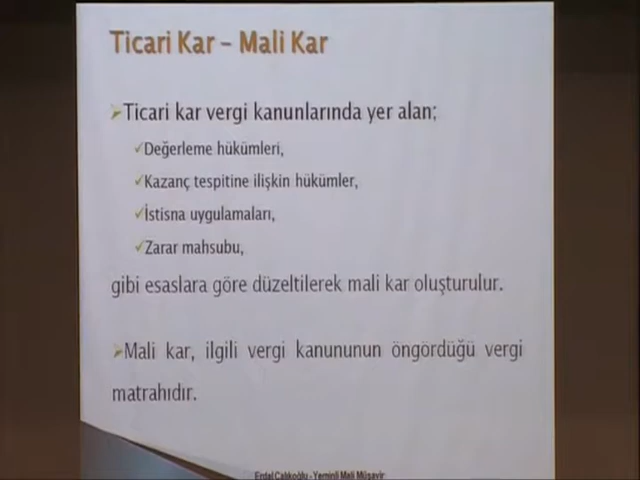 Ticari Kar – Mali Kar
➢Ticari kar vergi kanunlarında yer alan;
✓Değerleme hükümleri,
✓Kazanç tespitine ilişkin hükümler,
✓İstisna uygulamaları,
✓Zarar mahsubu,
gibi esaslara göre düzeltilerek mali kar oluşturulur.
➢Mali kar, ilgili vergi kanununun öngördüğü vergi
matrahıdır.
Erdal Çalıkoğlu - Yeminli Mali Müşavir